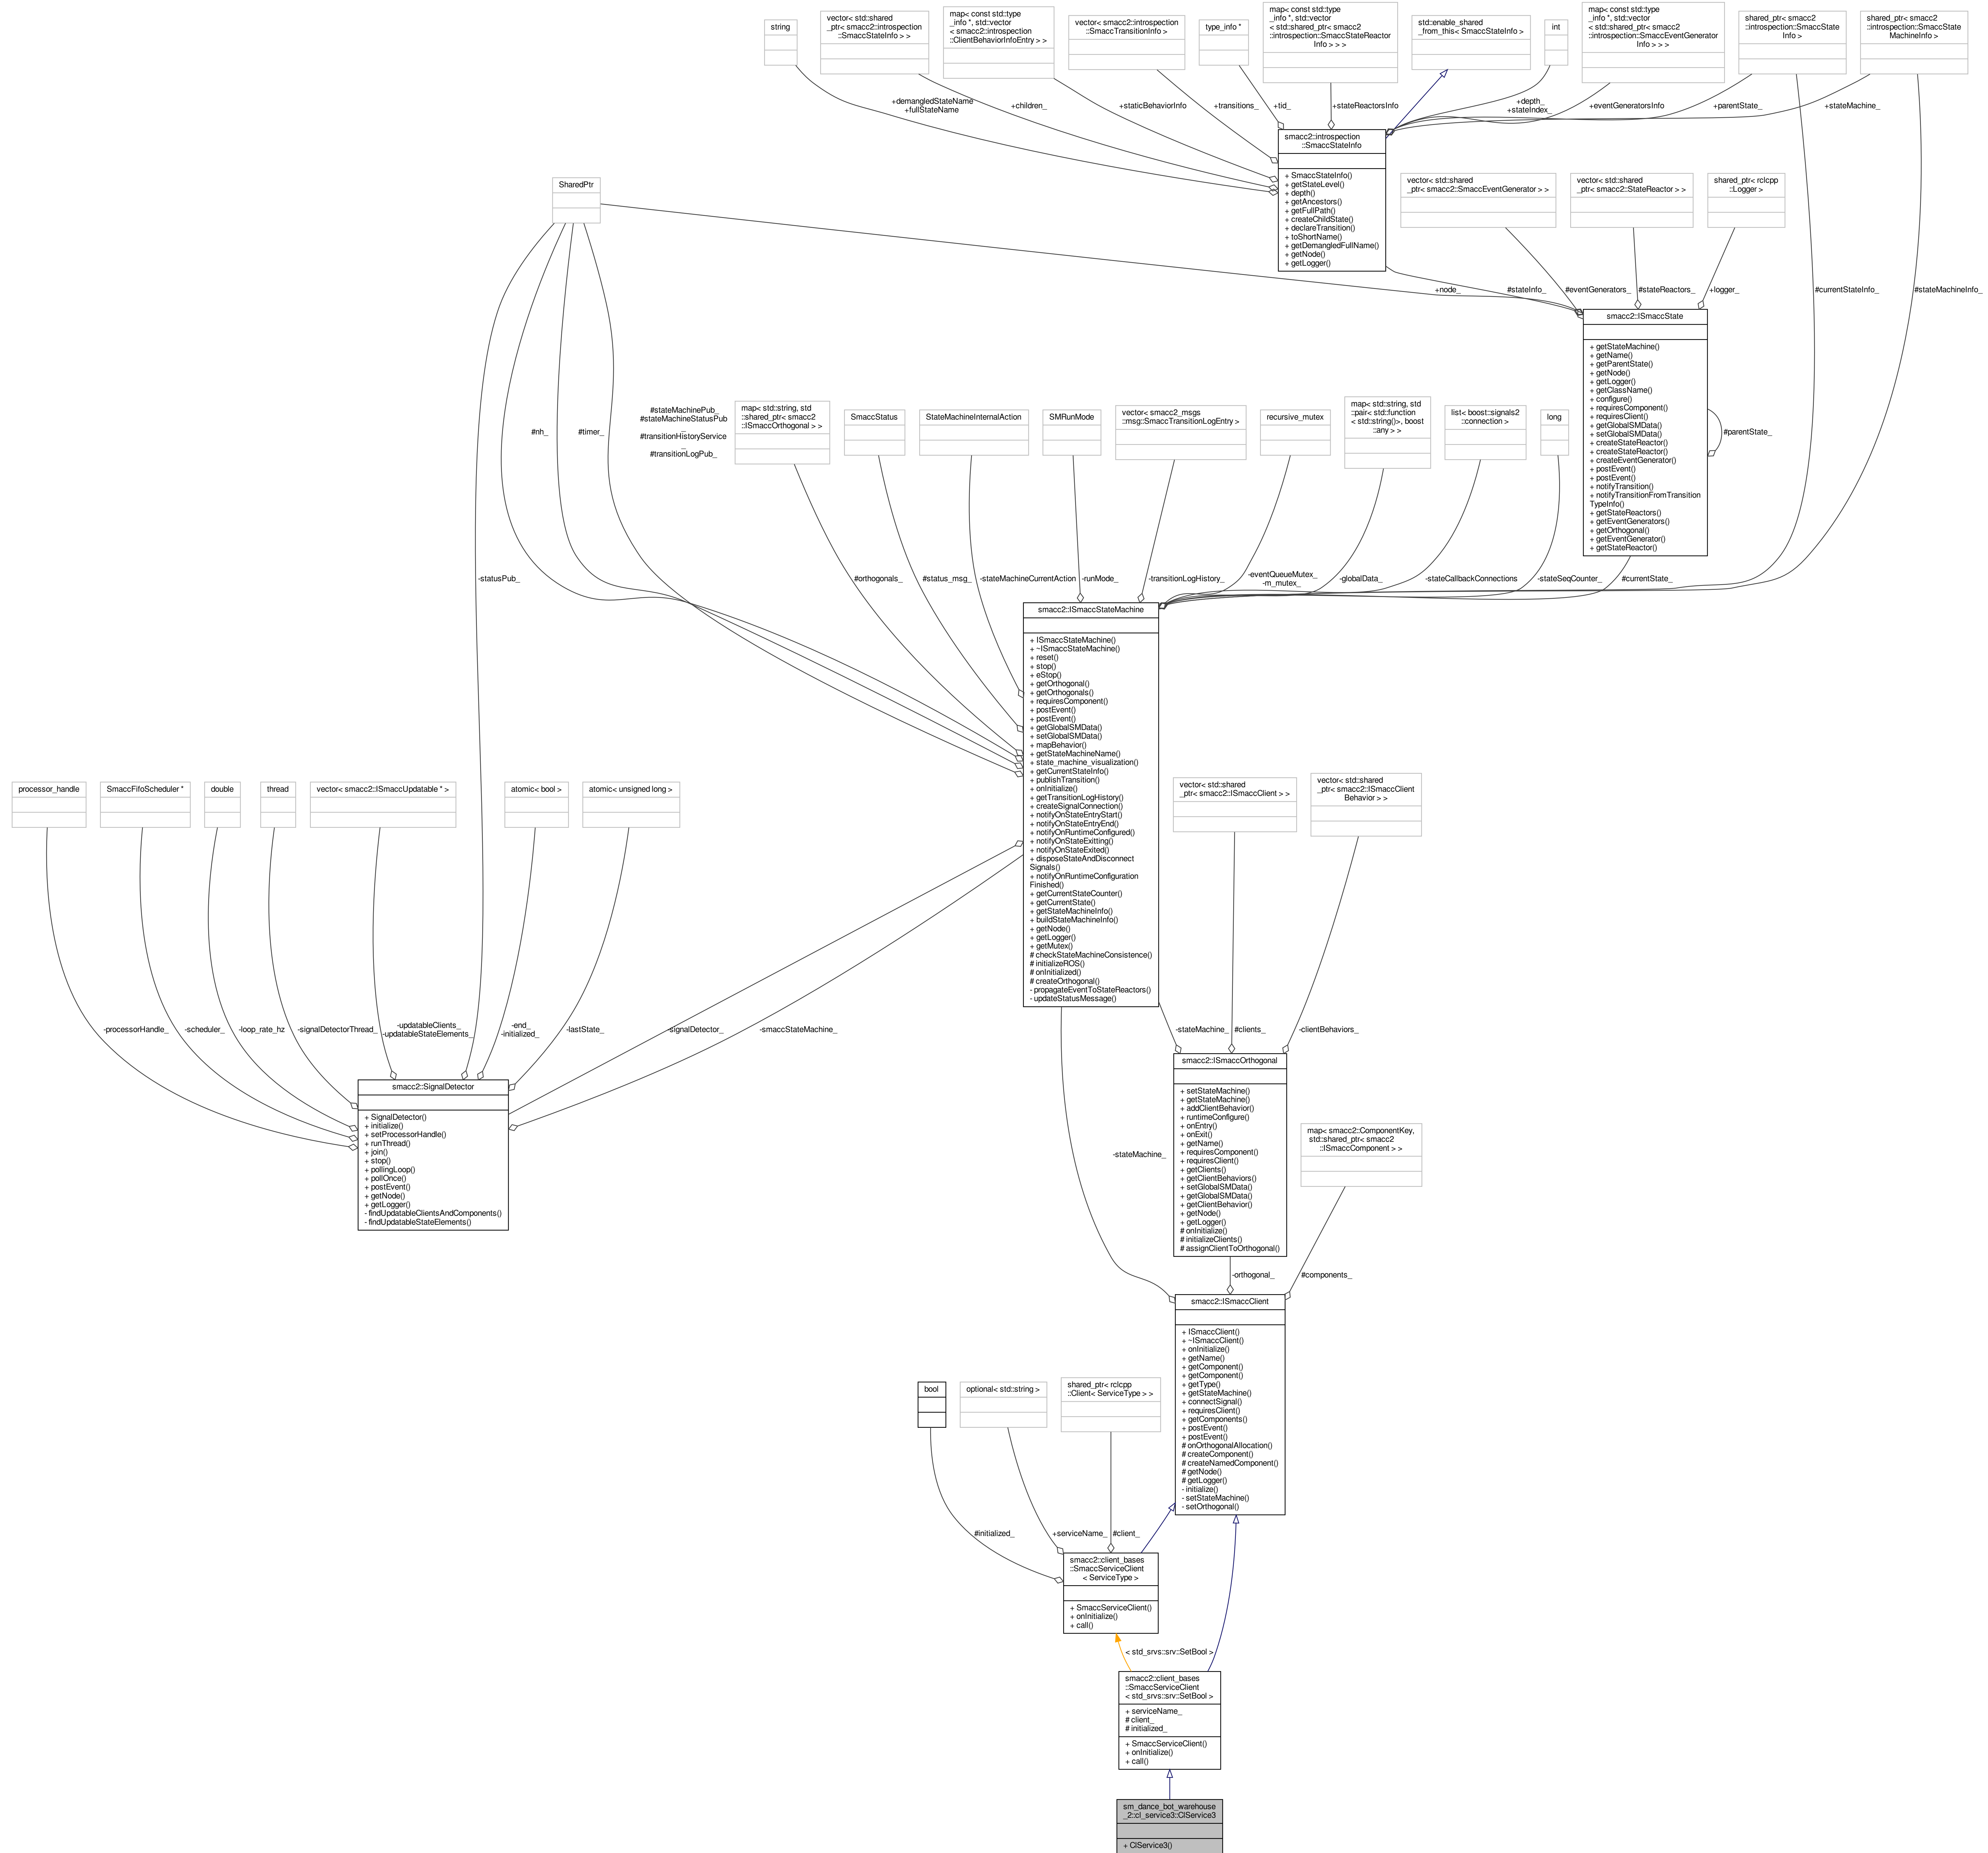 string
vector< std::shared
_ptr< smacc2::introspection
::SmaccStateInfo > >
map< const std::type
_info *, std::vector
< smacc2::introspection
::ClientBehaviorInfoEntry > >
vector< smacc2::introspection
::SmaccTransitionInfo >
type_info *
map< const std::type
_info *, std::vector
< std::shared_ptr< smacc2
::introspection::SmaccStateReactor
Info > > >
std::enable_shared
_from_this< SmaccStateInfo >
int
map< const std::type
_info *, std::vector
< std::shared_ptr< smacc2
::introspection::SmaccEventGenerator
Info > > >
shared_ptr< smacc2
::introspection::SmaccState
Info >
shared_ptr< smacc2
::introspection::SmaccState
MachineInfo >
+demangledStateName
+fullStateName
+children_
+staticBehaviorInfo
+transitions_
+tid_
+stateReactorsInfo
+depth_
+stateIndex_
+eventGeneratorsInfo
+parentState_
+stateMachine_
smacc2::introspection
::SmaccStateInfo
+ SmaccStateInfo()
+ getStateLevel()
+ depth()
+ getAncestors()
+ getFullPath()
+ createChildState()
+ declareTransition()
+ toShortName()
+ getDemangledFullName()
+ getNode()
+ getLogger()
SharedPtr
vector< std::shared
_ptr< smacc2::SmaccEventGenerator > >
vector< std::shared
_ptr< smacc2::StateReactor > >
shared_ptr< rclcpp
::Logger >
+node_
#stateInfo_
#eventGenerators_
#stateReactors_
+logger_
#currentStateInfo_
#stateMachineInfo_
smacc2::ISmaccState
+ getStateMachine()
+ getName()
+ getParentState()
+ getNode()
+ getLogger()
+ getClassName()
+ configure()
+ requiresComponent()
+ requiresClient()
+ getGlobalSMData()
+ setGlobalSMData()
+ createStateReactor()
+ createStateReactor()
+ createEventGenerator()
+ postEvent()
+ postEvent()
+ notifyTransition()
+ notifyTransitionFromTransition
TypeInfo()
+ getStateReactors()
+ getEventGenerators()
+ getOrthogonal()
+ getEventGenerator()
+ getStateReactor()
#parentState_
#nh_
#timer_
#stateMachinePub_
#stateMachineStatusPub
_
#transitionHistoryService
_
#transitionLogPub_
map< std::string, std
::shared_ptr< smacc2
::ISmaccOrthogonal > >
SmaccStatus
StateMachineInternalAction
SMRunMode
vector< smacc2_msgs
::msg::SmaccTransitionLogEntry >
recursive_mutex
map< std::string, std
::pair< std::function
< std::string()>, boost
::any > >
list< boost::signals2
::connection >
long
-statusPub_
#orthogonals_
#status_msg_
-stateMachineCurrentAction
-runMode_
-transitionLogHistory_
-eventQueueMutex_
-m_mutex_
-globalData_
-stateCallbackConnections
-stateSeqCounter_
#currentState_
smacc2::ISmaccStateMachine
+ ISmaccStateMachine()
+ ~ISmaccStateMachine()
+ reset()
+ stop()
+ eStop()
+ getOrthogonal()
+ getOrthogonals()
+ requiresComponent()
+ postEvent()
+ postEvent()
+ getGlobalSMData()
+ setGlobalSMData()
+ mapBehavior()
+ getStateMachineName()
+ state_machine_visualization()
+ getCurrentStateInfo()
+ publishTransition()
+ onInitialize()
+ getTransitionLogHistory()
+ createSignalConnection()
+ notifyOnStateEntryStart()
+ notifyOnStateEntryEnd()
+ notifyOnRuntimeConfigured()
+ notifyOnStateExitting()
+ notifyOnStateExited()
+ disposeStateAndDisconnect
Signals()
+ notifyOnRuntimeConfiguration
Finished()
+ getCurrentStateCounter()
+ getCurrentState()
+ getStateMachineInfo()
+ buildStateMachineInfo()
+ getNode()
+ getLogger()
+ getMutex()
# checkStateMachineConsistence()
# initializeROS()
# onInitialized()
# createOrthogonal()
- propagateEventToStateReactors()
- updateStatusMessage()
processor_handle
SmaccFifoScheduler *
double
thread
vector< smacc2::ISmaccUpdatable * >
atomic< bool >
atomic< unsigned long >
vector< std::shared
_ptr< smacc2::ISmaccClient > >
vector< std::shared
_ptr< smacc2::ISmaccClient
Behavior > >
-processorHandle_
-scheduler_
-loop_rate_hz
-signalDetectorThread_
-updatableClients_
-updatableStateElements_
-end_
-initialized_
-lastState_
-signalDetector_
-smaccStateMachine_
-stateMachine_
#clients_
-clientBehaviors_
smacc2::SignalDetector
+ SignalDetector()
+ initialize()
+ setProcessorHandle()
+ runThread()
+ join()
+ stop()
+ pollingLoop()
+ pollOnce()
+ postEvent()
+ getNode()
+ getLogger()
- findUpdatableClientsAndComponents()
- findUpdatableStateElements()
smacc2::ISmaccOrthogonal
+ setStateMachine()
+ getStateMachine()
+ addClientBehavior()
+ runtimeConfigure()
+ onEntry()
+ onExit()
+ getName()
+ requiresComponent()
+ requiresClient()
+ getClients()
+ getClientBehaviors()
+ setGlobalSMData()
+ getGlobalSMData()
+ getClientBehavior()
+ getNode()
+ getLogger()
# onInitialize()
# initializeClients()
# assignClientToOrthogonal()
map< smacc2::ComponentKey,
std::shared_ptr< smacc2
::ISmaccComponent > >
-stateMachine_
-orthogonal_
#components_
smacc2::ISmaccClient
+ ISmaccClient()
+ ~ISmaccClient()
+ onInitialize()
+ getName()
+ getComponent()
+ getComponent()
+ getType()
+ getStateMachine()
+ connectSignal()
+ requiresClient()
+ getComponents()
+ postEvent()
+ postEvent()
# onOrthogonalAllocation()
# createComponent()
# createNamedComponent()
# getNode()
# getLogger()
- initialize()
- setStateMachine()
- setOrthogonal()
bool
optional< std::string >
shared_ptr< rclcpp
::Client< ServiceType > >
#initialized_
+serviceName_
#client_
smacc2::client_bases
::SmaccServiceClient
< ServiceType >
+ SmaccServiceClient()
+ onInitialize()
+ call()
< std_srvs::srv::SetBool >
smacc2::client_bases
::SmaccServiceClient
< std_srvs::srv::SetBool >
+ serviceName_
# client_
# initialized_
+ SmaccServiceClient()
+ onInitialize()
+ call()
sm_dance_bot_warehouse
_2::cl_service3::ClService3
+ ClService3()